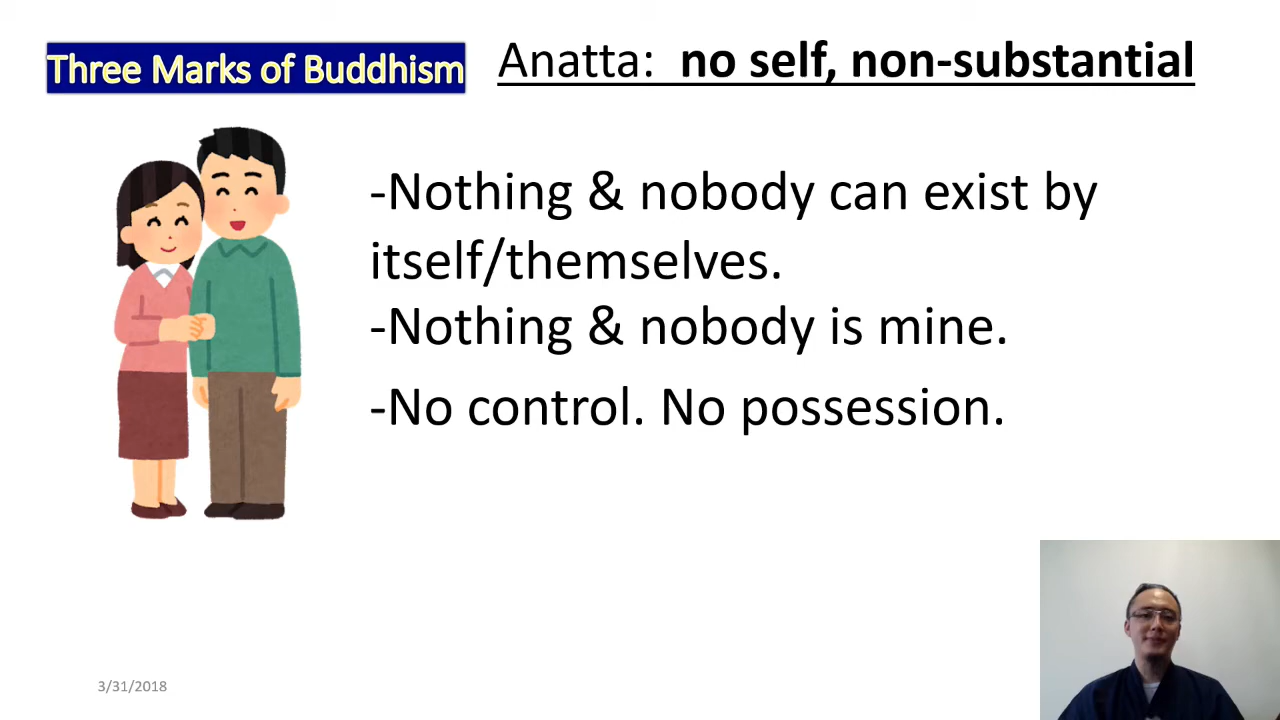 Three Marks of Buddhism
Anatta: no self, non-substantial
-Nothing & nobody can exist by
itself/themselves.
-Nothing & nobody is mine.
-No control. No possession.
3/31/2018